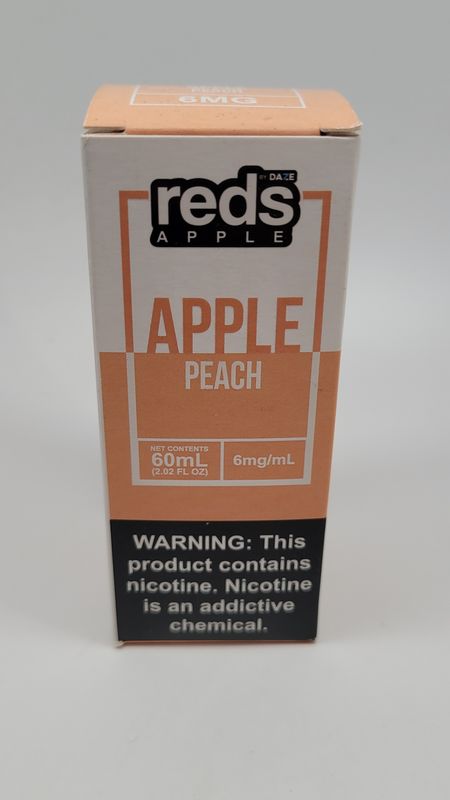 PEACH
6MG
BY DAZE
reds
APPLE
APPLE
PEACH
NET CONTENTS
60mL
(2.02 FL OZ)
6mg/mL
WARNING: This
product contains
nicotine. Nicotine
is an addictive
chemical.